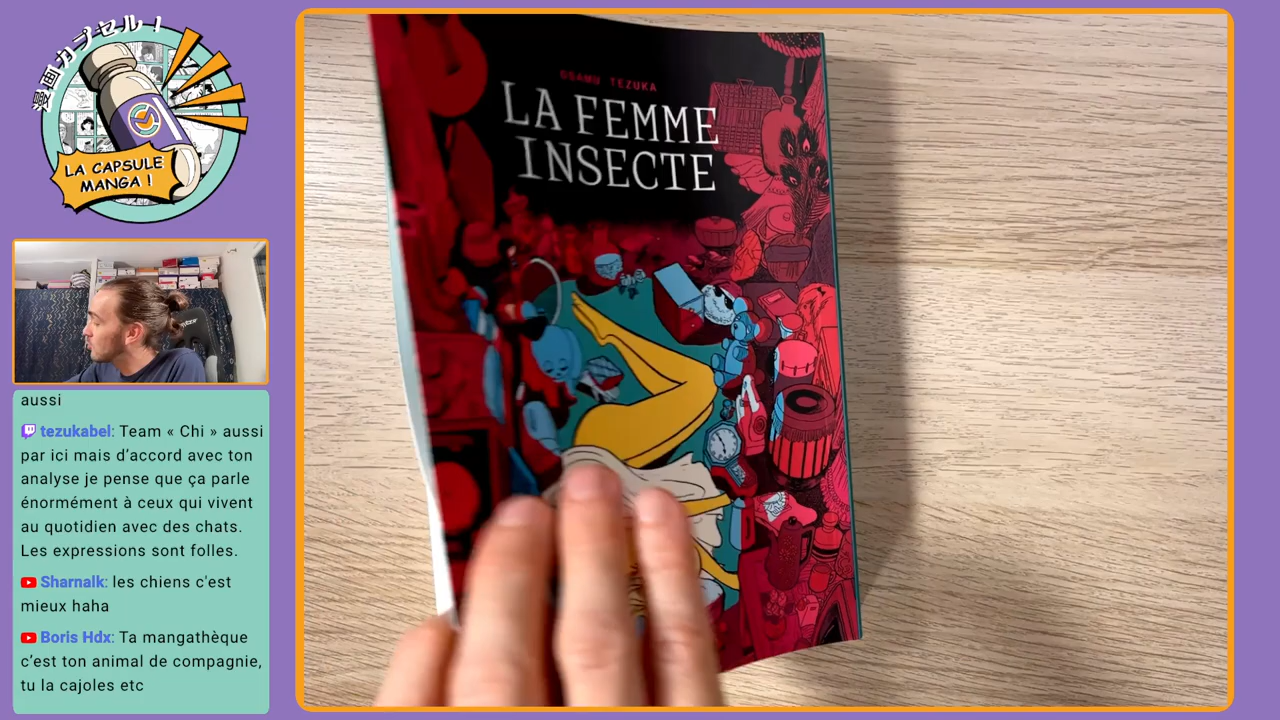 漫画カプセル!
LA CAPSULE
MANGA !
OSAMU TEZUKA
LA FEMME
INSECTE
aussi
tezukabel: Team « Chi » aussi
par ici mais d'accord avec ton
analyse je pense que ça parle
énormément à ceux qui vivent
au quotidien avec des chats.
Les expressions sont folles.
Sharnalk: les chiens c'est
mieux haha
Boris Hdx: Ta mangathèque
c'est ton animal de compagnie,
tu la cajoles etc